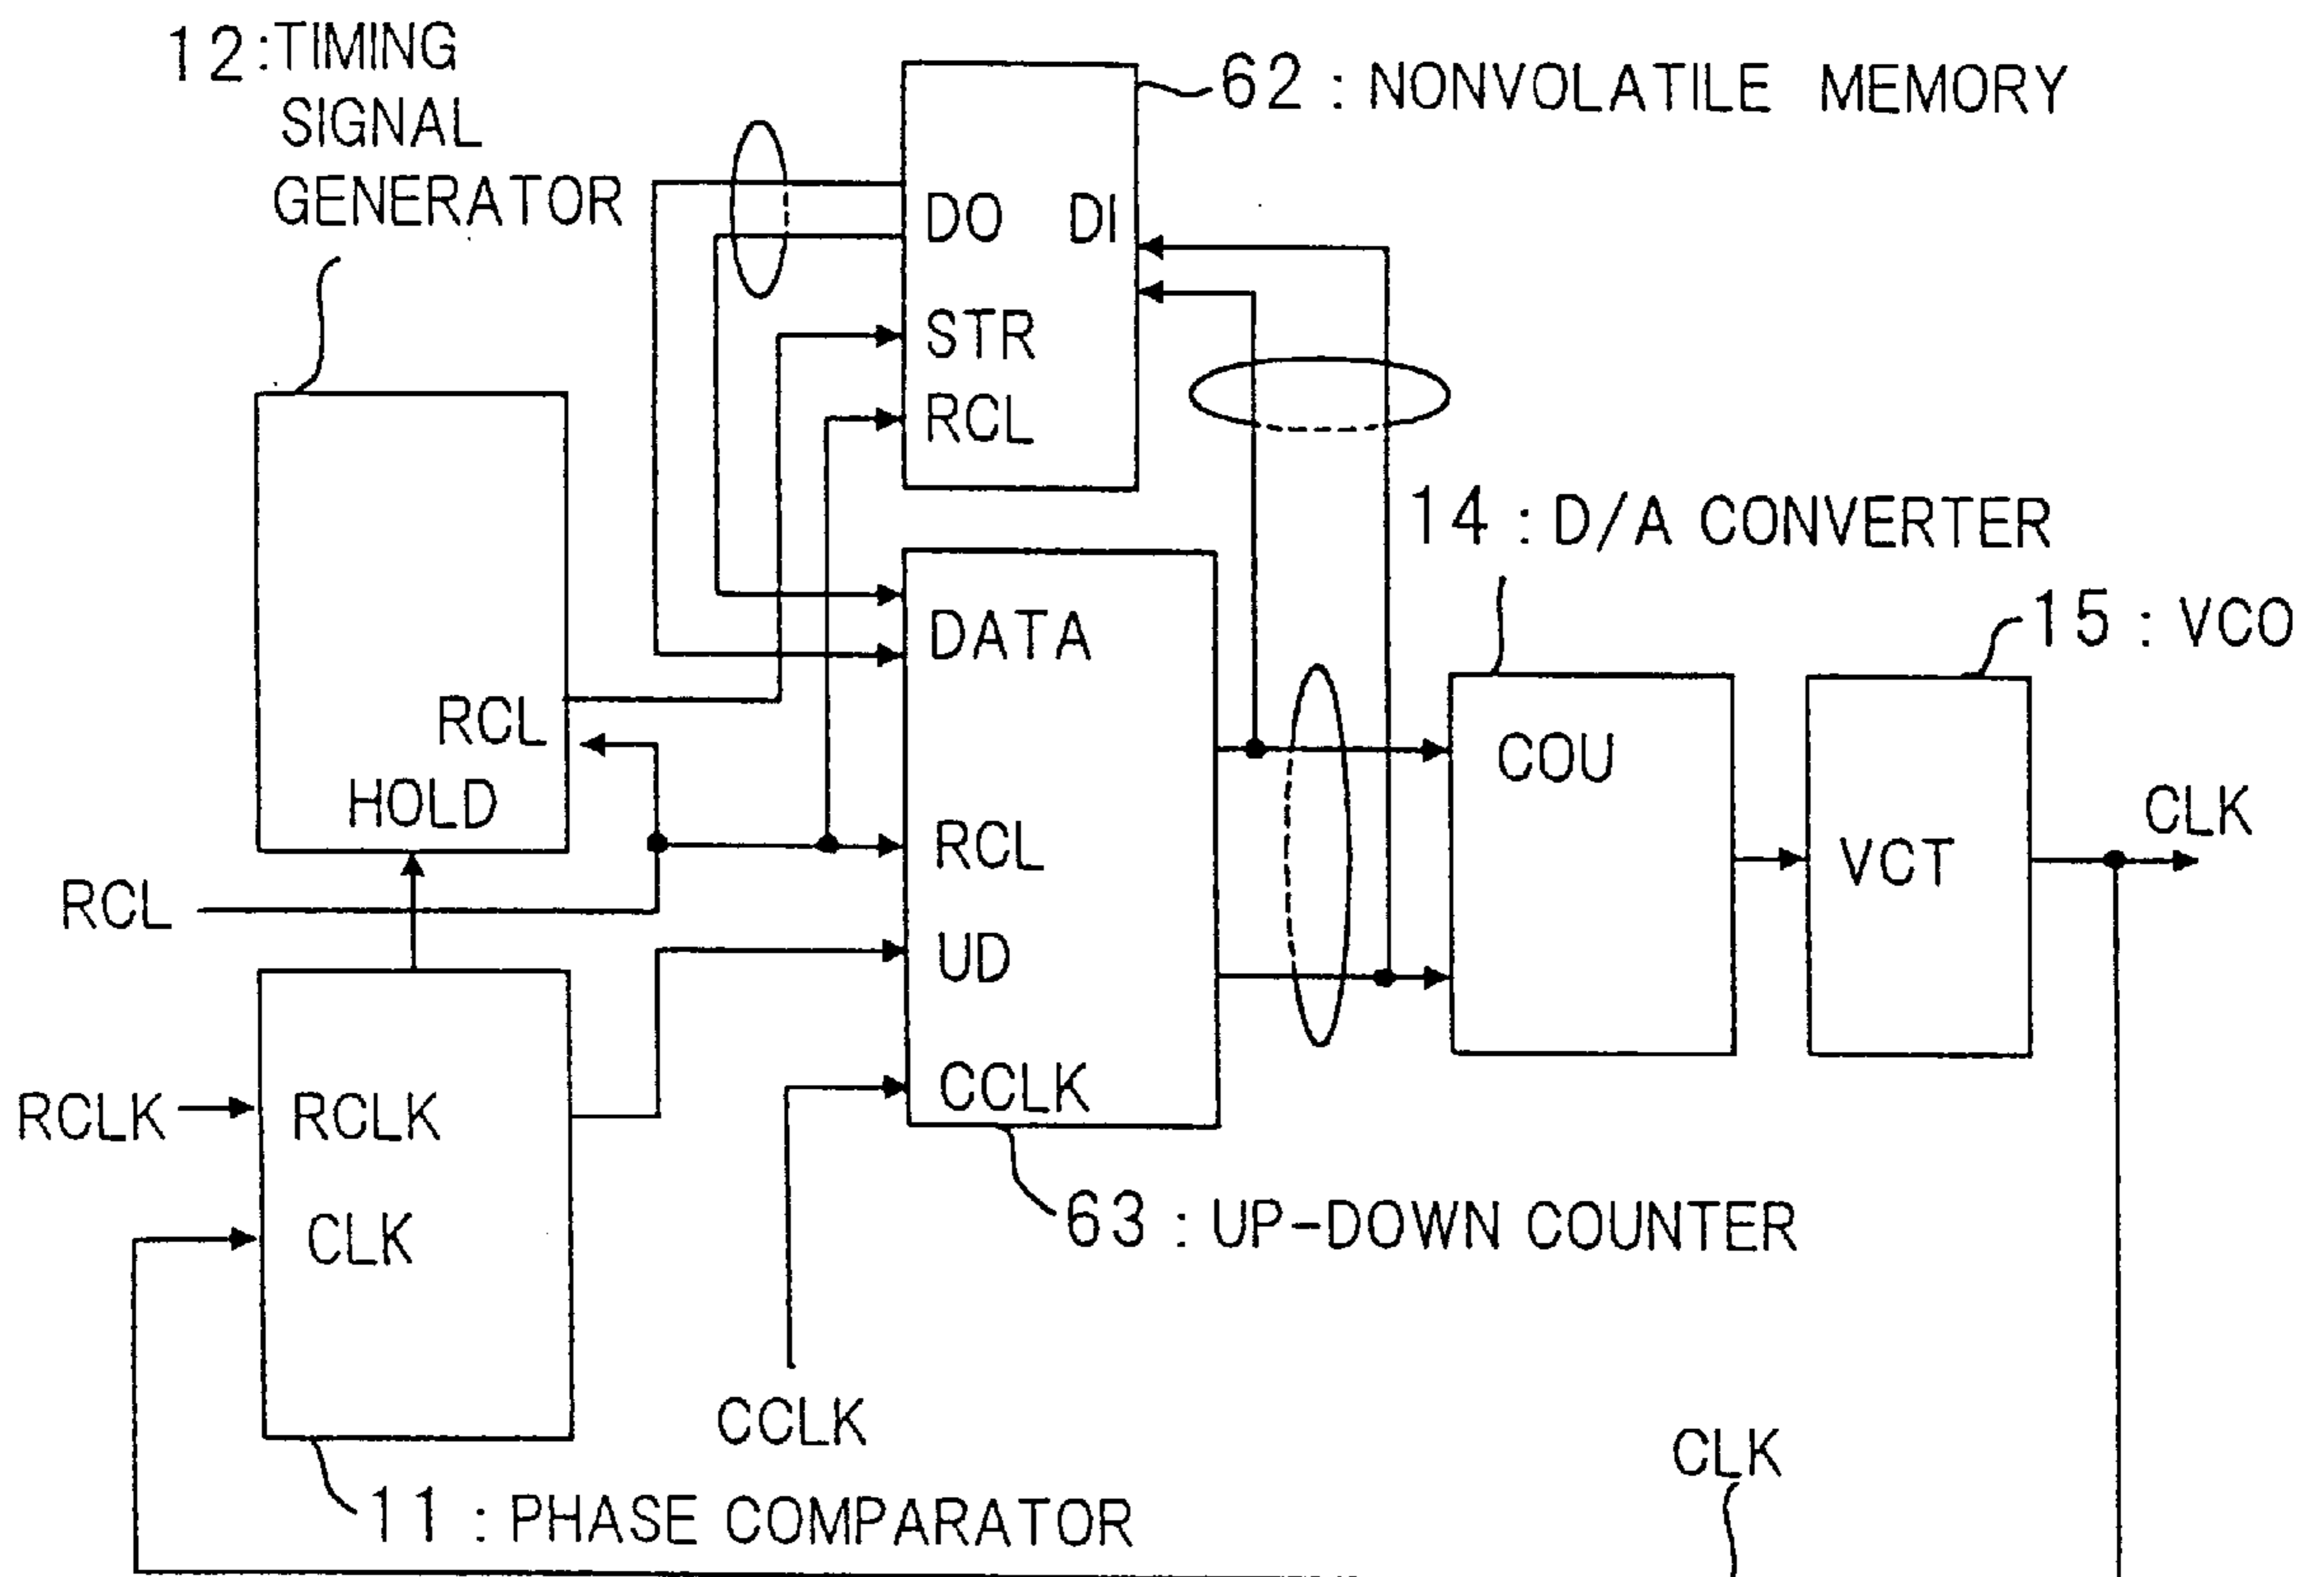 12:TIMING
SIGNAL
GENERATOR
62 : NONVOLATILE MEMORY
DO DI
STR
RCL
14 : D/A CONVERTER
15 : VCO
DATA
RCL
HOLD
COU
CLK
RCL
VCT
RCL
UD
CCLK
RCLK
RCLK
CLK
63 : UP-DOWN COUNTER
CCLK
CLK
11 : PHASE COMPARATOR